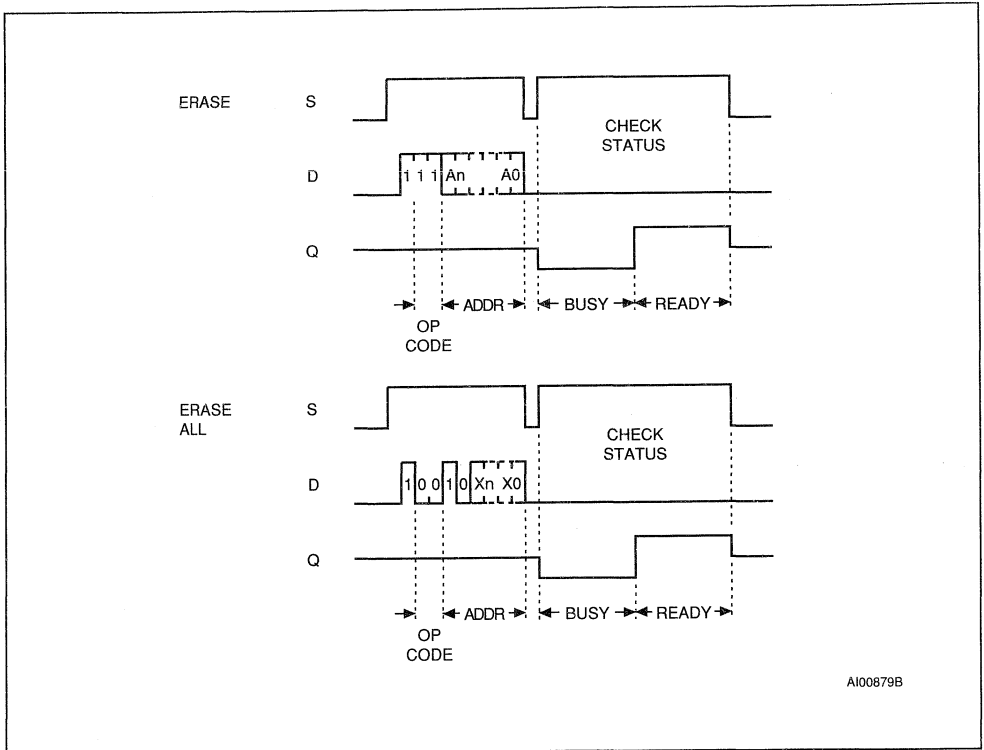 ERASE S
CHECK
STATUS
D 1 1 1 An A0
Q
ADDR BUSY READY
OP
CODE
ERASE
ALL S
CHECK
STATUS
D 1 0 0 1 0 Xn X0
Q
ADDR BUSY READY
OP
CODE
AI00879B